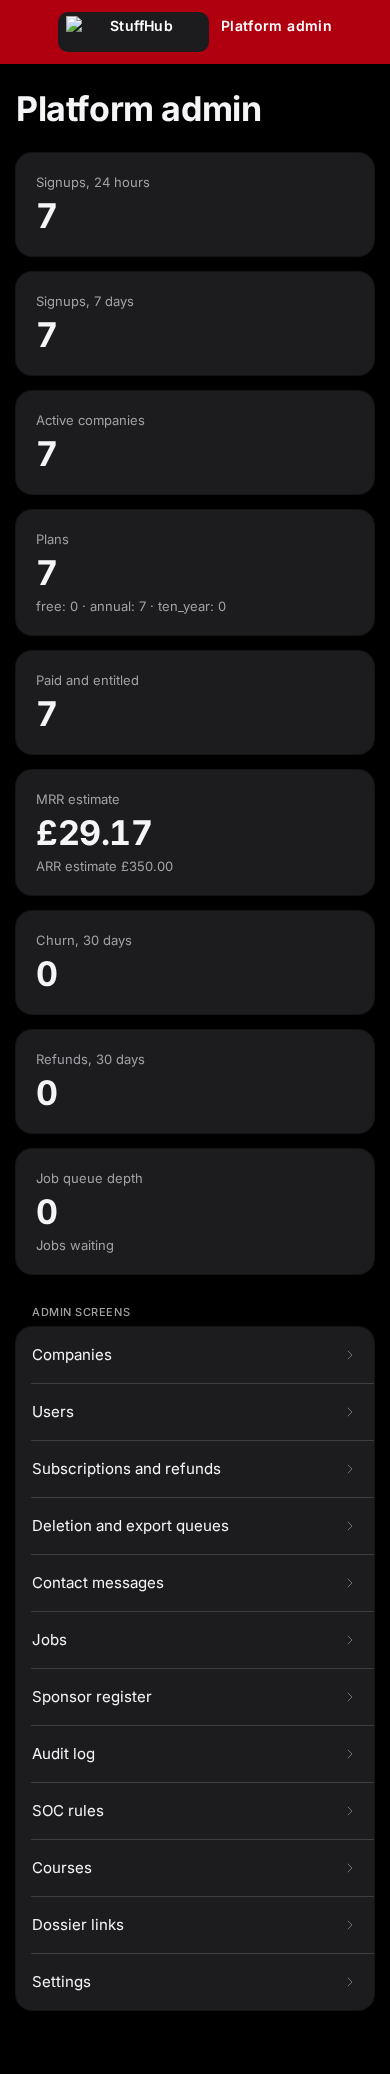 StuffHub Platform admin
Platform admin
Signups, 24 hours
7
Signups, 7 days
7
Active companies
7
Plans
7
free: 0 · annual: 7 · ten_year: 0
Paid and entitled
7
MRR estimate
£29.17
ARR estimate £350.00
Churn, 30 days
0
Refunds, 30 days
0
Job queue depth
0
Jobs waiting
ADMIN SCREENS
Companies
Users
Subscriptions and refunds
Deletion and export queues
Contact messages
Jobs
Sponsor register
Audit log
SOC rules
Courses
Dossier links
Settings